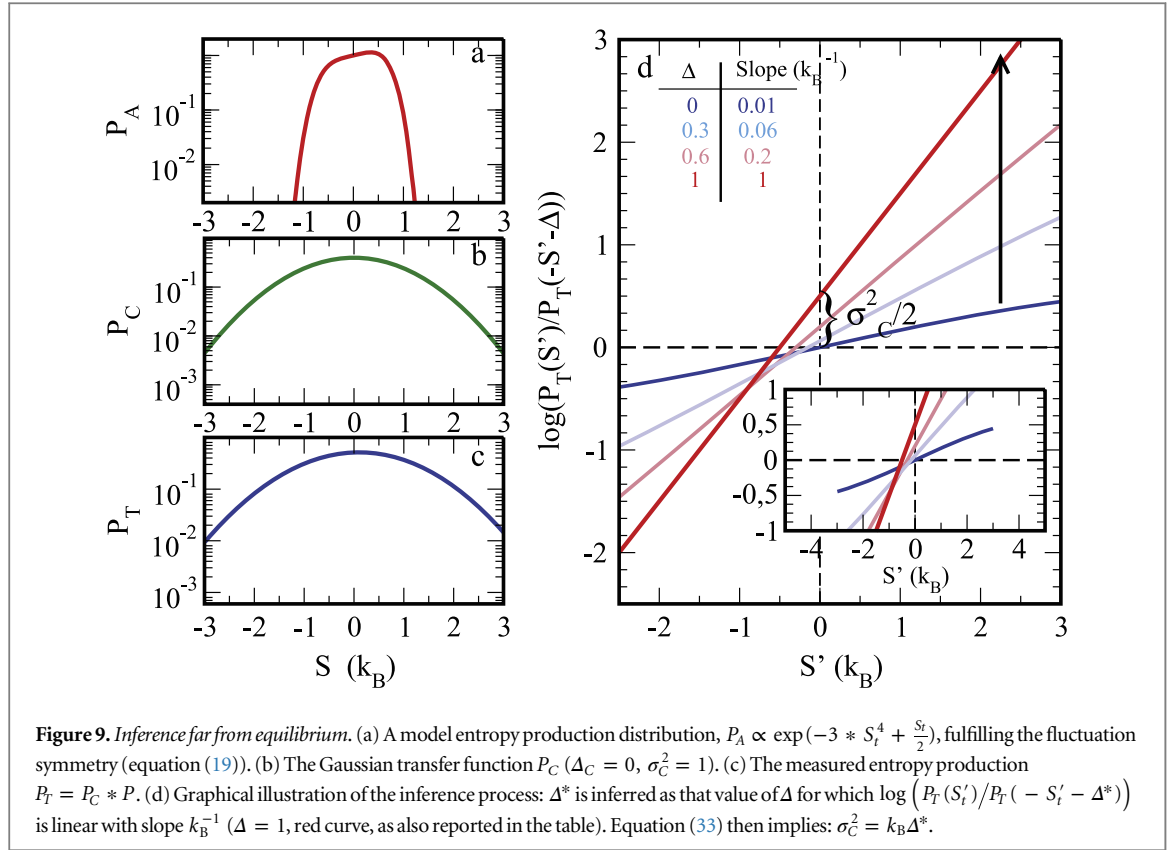 a
10^-1
10^-2
P_A
-3 -2 -1 0 1 2 3
b
10^-1
10^-2
10^-3
P_C
-3 -2 -1 0 1 2 3
c
10^-1
10^-2
10^-3
P_T
-3 -2 -1 0 1 2 3
S (k_B)
d
Δ Slope (k_B^-1)
0 0.01
0.3 0.06
0.6 0.2
1 1
3
2
1
0
-1
-2
log(P_T(S')/P_T(-S'-Δ))
} σ_C^2/2
-2 -1 0 1 2 3
S' (k_B)
1
0,5
0
-0,5
-1
-4 -2 0 2 4
S' (k_B)
Figure 9. Inference far from equilibrium. (a) A model entropy production distribution, P_A ∝ exp(−3 * S_t^4 + S_t/2), fulfilling the fluctuation
symmetry (equation (19)). (b) The Gaussian transfer function P_C (Δ_C = 0, σ_C^2 = 1). (c) The measured entropy production
P_T = P_C * P. (d) Graphical illustration of the inference process: Δ* is inferred as that value of Δ for which log (P_T(S_t')/P_T( − S_t' − Δ*))
is linear with slope k_B^−1 (Δ = 1, red curve, as also reported in the table). Equation (33) then implies: σ_C^2 = k_BΔ*.